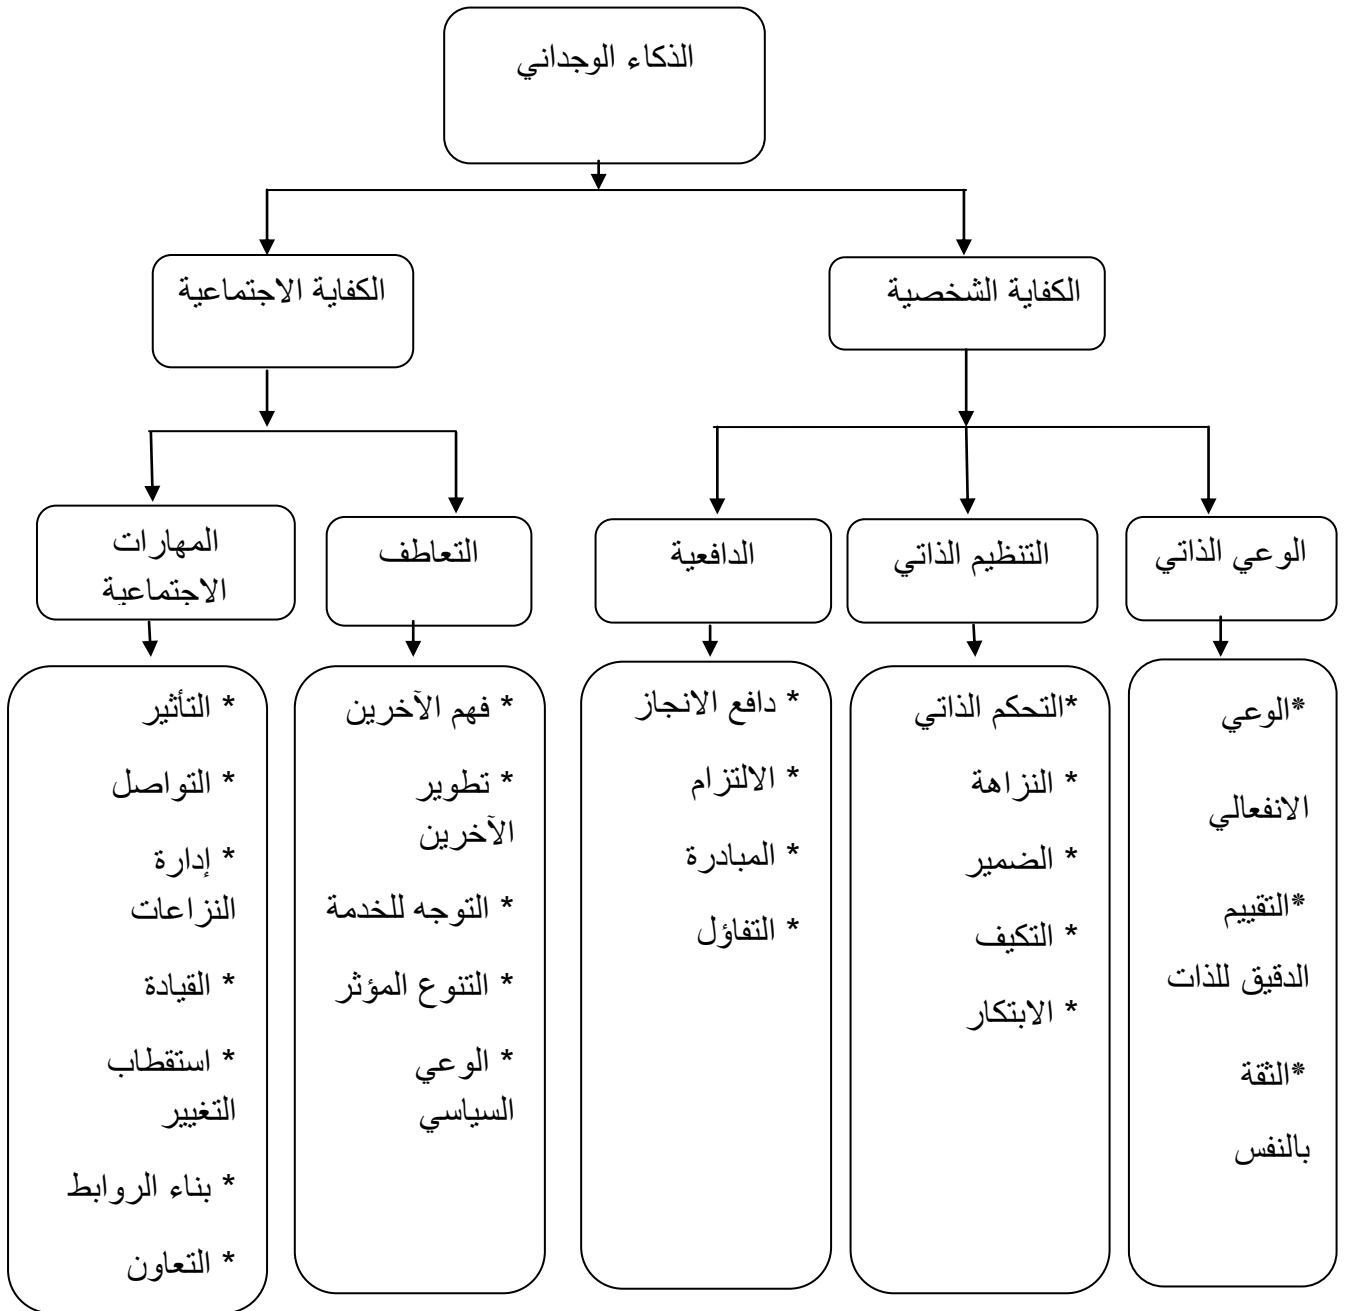 الذكاء الوجداني
الكفاية الشخصية
الكفاية الاجتماعية
الوعي الذاتي
التنظيم الذاتي
الدافعية
التعاطف
المهارات
الاجتماعية
*الوعي
الانفعالي
*التقييم
الدقيق للذات
*الثقة
بالنفس
*التحكم الذاتي
* النزاهة
* الضمير
* التكيف
* الابتكار
* دافع الانجاز
* الالتزام
* المبادرة
* التفاؤل
* فهم الآخرين
* تطوير
الآخرين
* التوجه للخدمة
* التنوع المؤثر
* الوعي
السياسي
* التأثير
* التواصل
* إدارة
النزاعات
* القيادة
* استقطاب
التغيير
* بناء الروابط
* التعاون